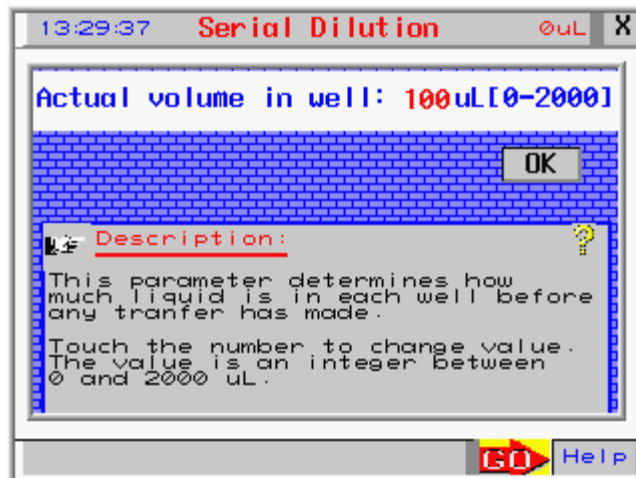 13:29:37 Serial Dilution 0uL X
Actual volume in well: 100uL[0-2000]
OK
Description: ?
This parameter determines how
much liquid is in each well before
any tranfer has made.
Touch the number to change value.
The value is an integer between
0 and 2000 uL.
GO Help